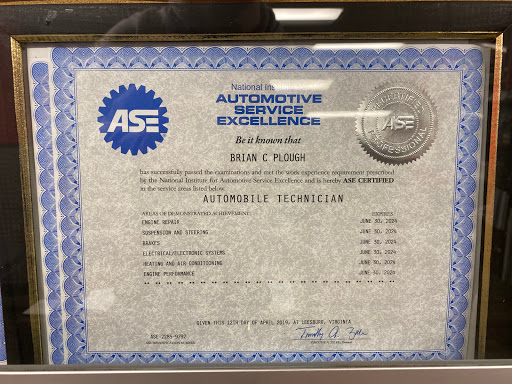 ASE
National Ins
AUTOMOTIVE
SERVICE
EXCELLENCE
ASE
PROFESSIONAL
Be it known that
BRIAN C PLOUGH
has successfully passed the examinations and met the work experience requirement prescribed
by the National Institute for Automotive Service Excellence and is hereby ASE CERTIFIED
in the service areas listed below.
AUTOMOBILE TECHNICIAN
AREAS OF DEMONSTRATED ACHIEVEMENT: EXPIRES
ENGINE REPAIR JUNE 30, 2024
SUSPENSION AND STEERING JUNE 30, 2024
BRAKES JUNE 30, 2024
ELECTRICAL/ELECTRONIC SYSTEMS JUNE 30, 2024
HEATING AND AIR CONDITIONING JUNE 30, 2024
ENGINE PERFORMANCE JUNE 30, 2024
GIVEN THIS 12TH DAY OF APRIL 2019, AT LEESBURG, VIRGINIA